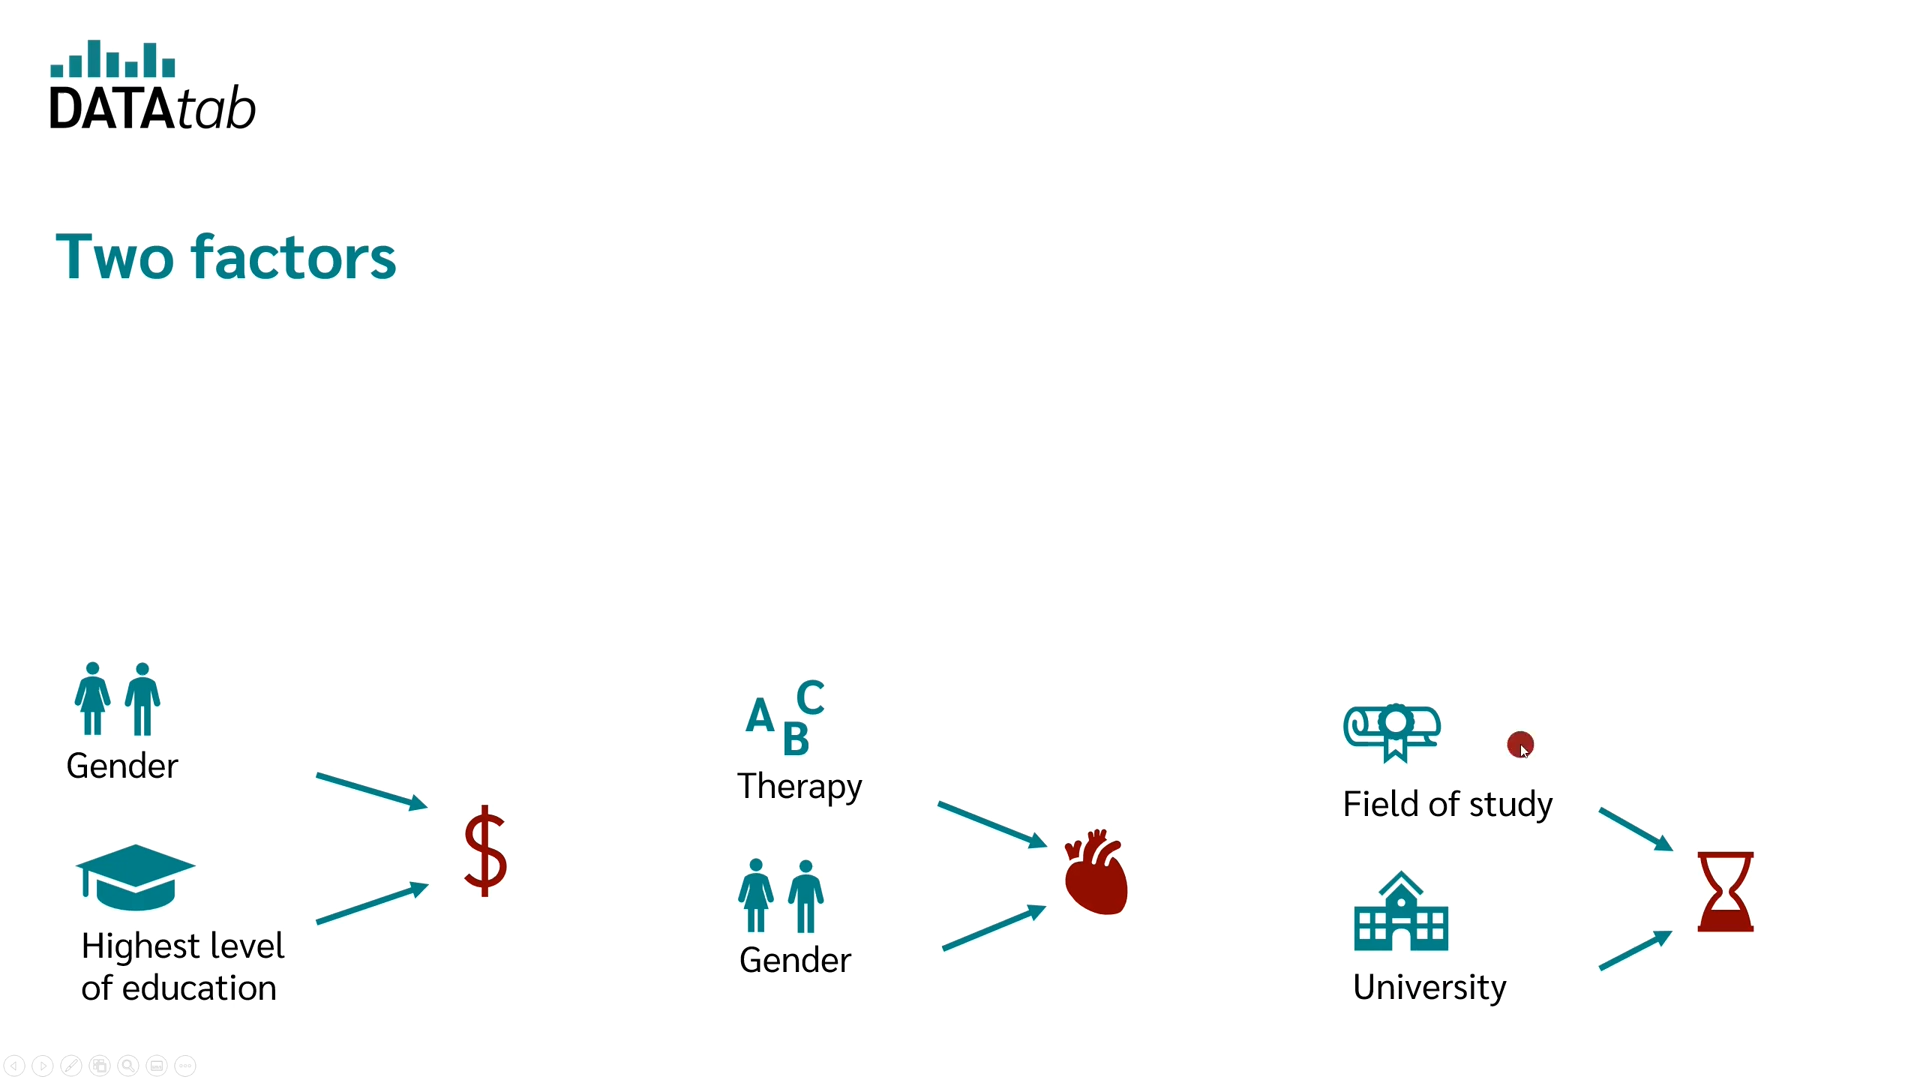 DATAtab
Two factors
Gender
Highest level
of education
$
A
C
B
Therapy
Gender
Field of study
University